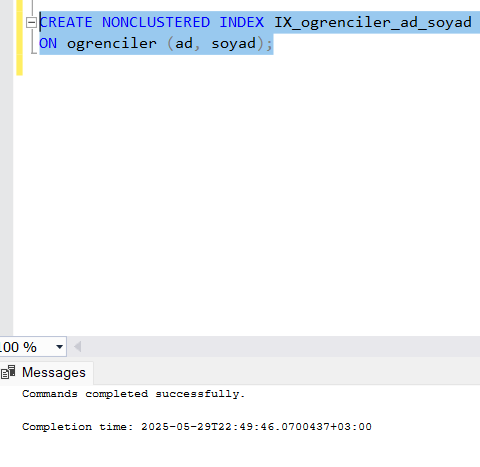 CREATE NONCLUSTERED INDEX IX_ogrenciler_ad_soyad
ON ogrenciler (ad, soyad);
100 %
Messages
Commands completed successfully.
Completion time: 2025-05-29T22:49:46.0700437+03:00